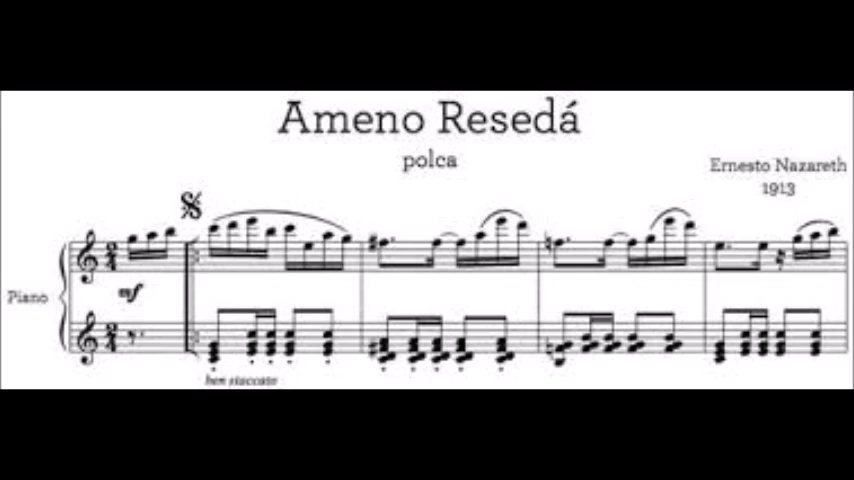 Ameno Resedá
polca
Ernesto Nazareth
1913
mf
Piano
ben staccato